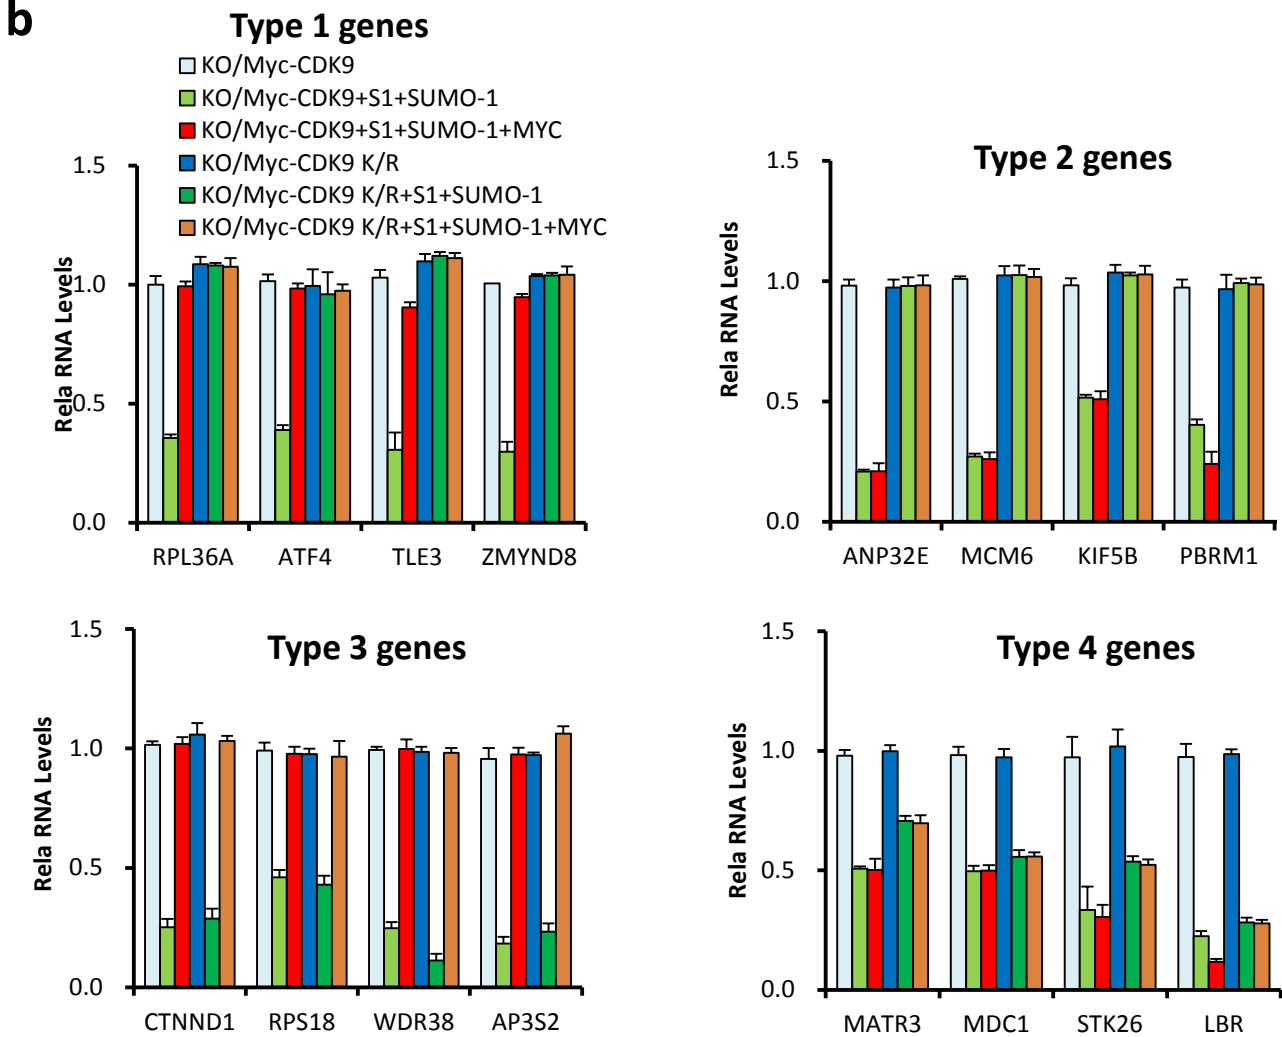 b
Type 1 genes
KO/Myc-CDK9
KO/Myc-CDK9+S1+SUMO-1
KO/Myc-CDK9+S1+SUMO-1+MYC
KO/Myc-CDK9 K/R
KO/Myc-CDK9 K/R+S1+SUMO-1
KO/Myc-CDK9 K/R+S1+SUMO-1+MYC
Rela RNA Levels
1.5
1.0
0.5
0.0
RPL36A ATF4 TLE3 ZMYND8
Type 2 genes
Rela RNA Levels
1.5
1.0
0.5
0.0
ANP32E MCM6 KIF5B PBRM1
Type 3 genes
Rela RNA Levels
1.5
1.0
0.5
0.0
CTNND1 RPS18 WDR38 AP3S2
Type 4 genes
Rela RNA Levels
1.5
1.0
0.5
0.0
MATR3 MDC1 STK26 LBR